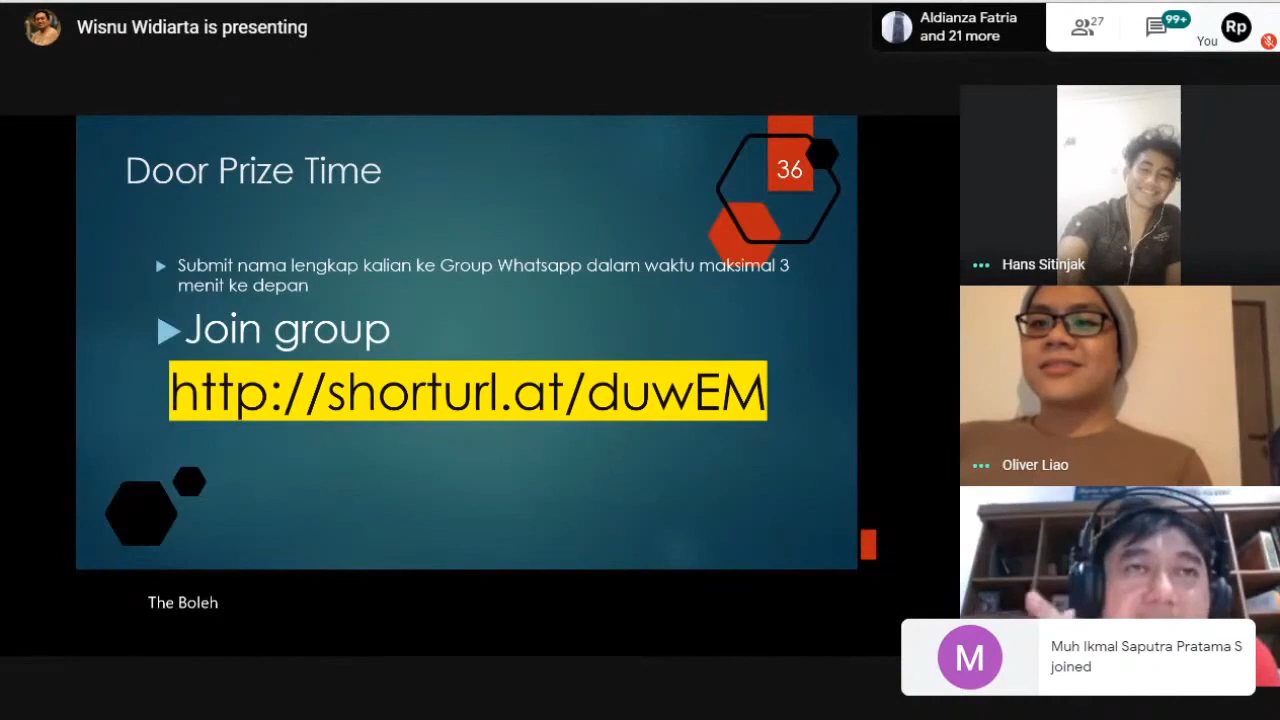 Wisnu Widiarta is presenting
Aldianza Fatria
and 21 more
27
99+
You
Rp
Door Prize Time
36
Submit nama lengkap kalian ke Group Whatsapp dalam waktu maksimal 3
menit ke depan
Join group
http://shorturl.at/duwEM
The Boleh
Hans Sitinjak
Oliver Liao
M
Muh Ikmal Saputra Pratama S
joined